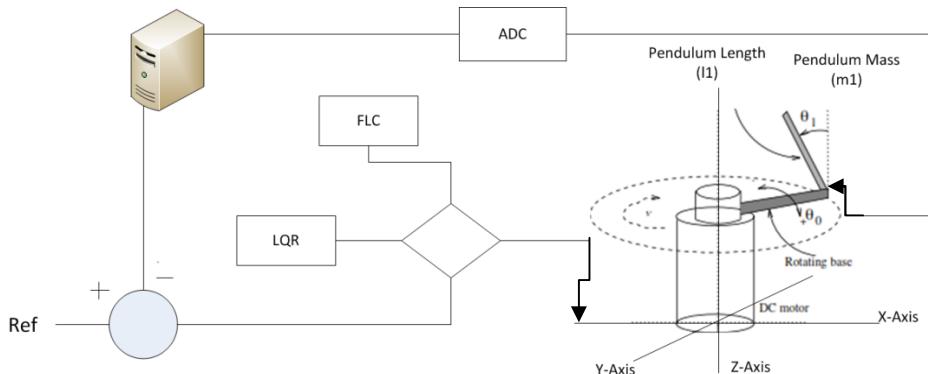 ADC
Pendulum Length
(l1)
Pendulum Mass
(m1)
FLC
θ1
LQR
v
+θ0
Rotating base
+
−
Ref
DC motor
X-Axis
Y-Axis
Z-Axis